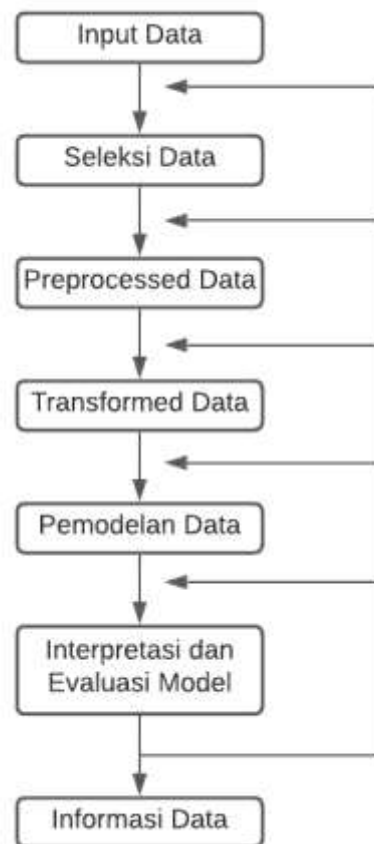 Input Data
Seleksi Data
Preprocessed Data
Transformed Data
Pemodelan Data
Interpretasi dan
Evaluasi Model
Informasi Data